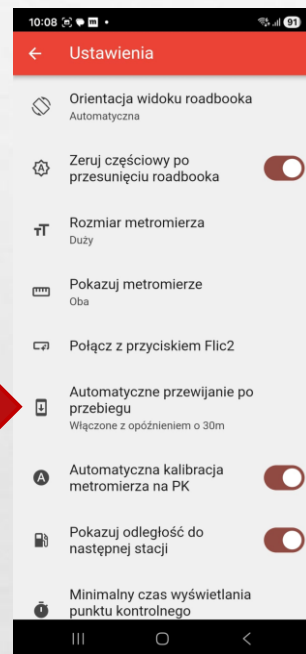 10:08 91
Ustawienia
Orientacja widoku roadbooka
Automatyczna
Zeruj częściowy po
przesunięciu roadbooka
Rozmiar metromierza
Duży
Pokazuj metromierze
Oba
Połącz z przyciskiem Flic2
Automatyczne przewijanie po
przebiegu
Włączone z opóźnieniem o 30m
Automatyczna kalibracja
metromierza na PK
Pokazuj odległość do
następnej stacji
Minimalny czas wyświetlania
punktu kontrolnego